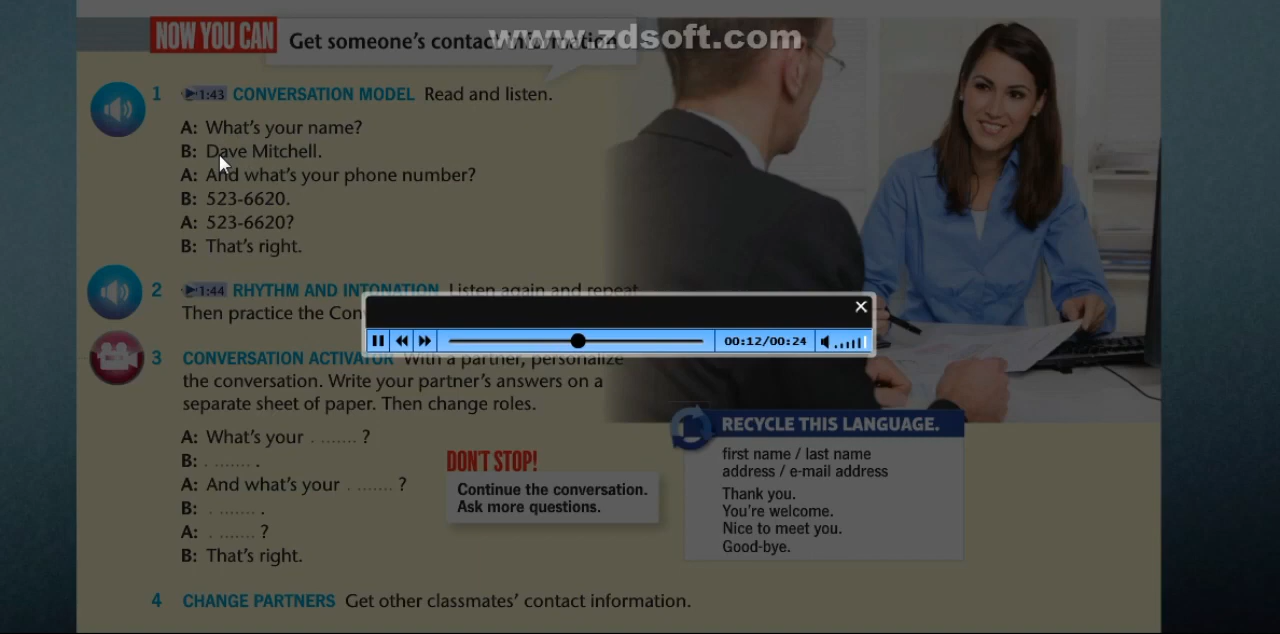 NOW YOU CAN Get someone's contact information
www.zdsoft.com
1 1:43 CONVERSATION MODEL Read and listen.
A: What's your name?
B: Dave Mitchell.
A: And what's your phone number?
B: 523-6620.
A: 523-6620?
B: That's right.
2 1:44 RHYTHM AND INTONATION Listen again and repeat.
Then practice the
00:12/00:24
3 CONVERSATION ACTIVATOR With a partner, personalize
the conversation. Write your partner's answers on a
separate sheet of paper. Then change roles.
A: What's your ........ ?
B: ........ .
A: And what's your ........ ?
B: ........ .
A: ........ ?
B: That's right.
DON'T STOP!
Continue the conversation.
Ask more questions.
RECYCLE THIS LANGUAGE.
first name / last name
address / e-mail address
Thank you.
You're welcome.
Nice to meet you.
Good-bye.
4 CHANGE PARTNERS Get other classmates' contact information.